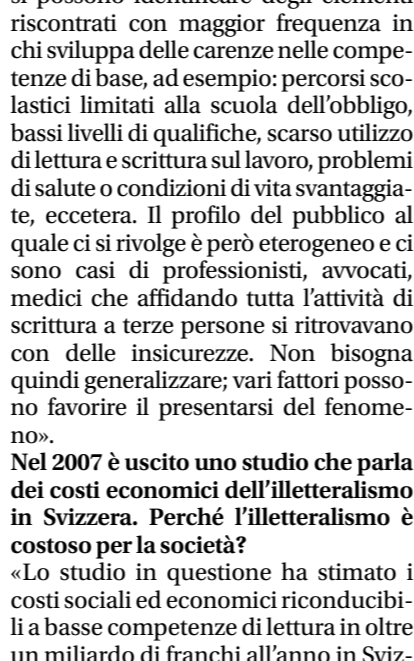 si possono identificare degli elementi
riscontrati con maggior frequenza in
chi sviluppa delle carenze nelle compe-
tenze di base, ad esempio: percorsi sco-
lastici limitati alla scuola dell'obbligo,
bassi livelli di qualifiche, scarso utilizzo
di lettura e scrittura sul lavoro, problemi
di salute o condizioni di vita svantaggia-
te, eccetera. Il profilo del pubblico al
quale ci si rivolge è però eterogeneo e ci
sono casi di professionisti, avvocati,
medici che affidando tutta l'attività di
scrittura a terze persone si ritrovavano
con delle insicurezze. Non bisogna
quindi generalizzare; vari fattori posso-
no favorire il presentarsi del fenome-
no».
Nel 2007 è uscito uno studio che parla
dei costi economici dell'illetteralismo
in Svizzera. Perché l'illetteralismo è
costoso per la società?
«Lo studio in questione ha stimato i
costi sociali ed economici riconducibi-
li a basse competenze di lettura in oltre
un miliardo di franchi all'anno in Sviz-